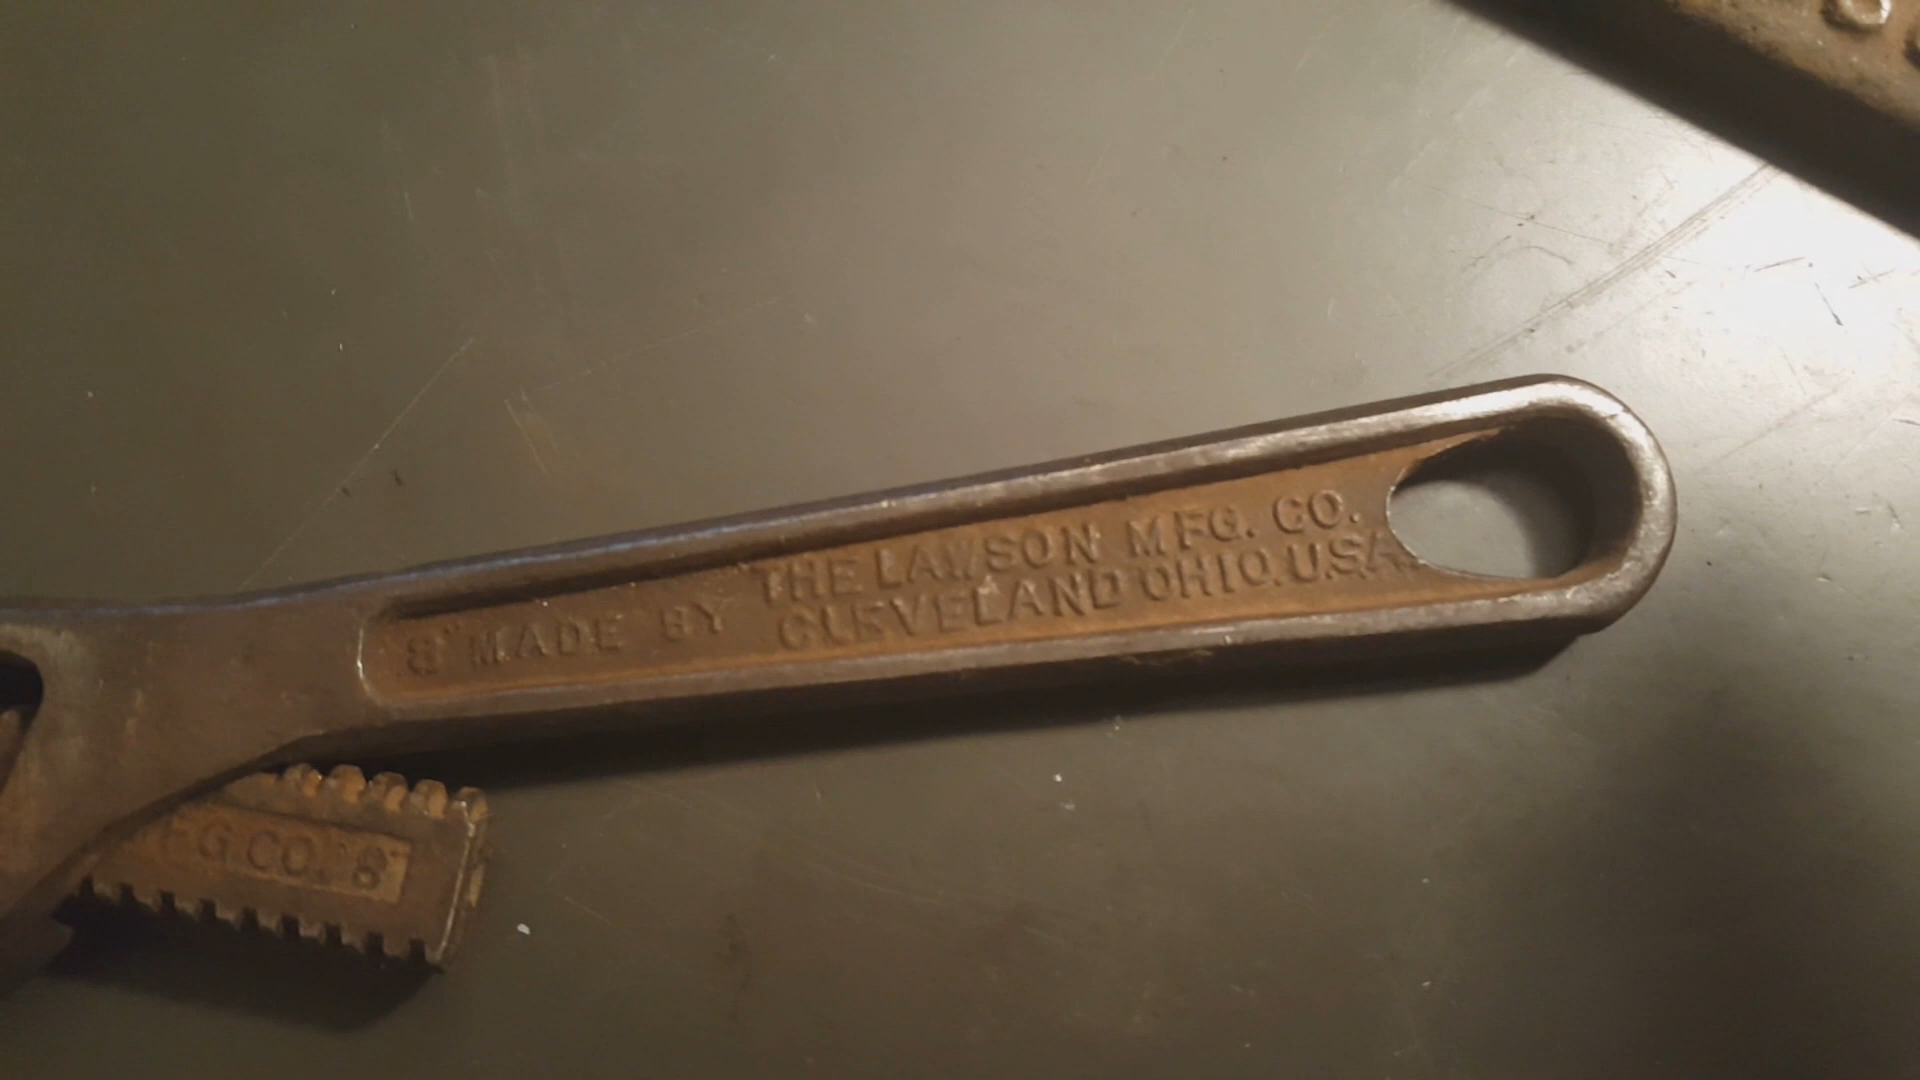 8" MADE BY
THE LAWSON MFG. CO.
CLEVELAND OHIO. U.S.A.
FG. CO. 8"